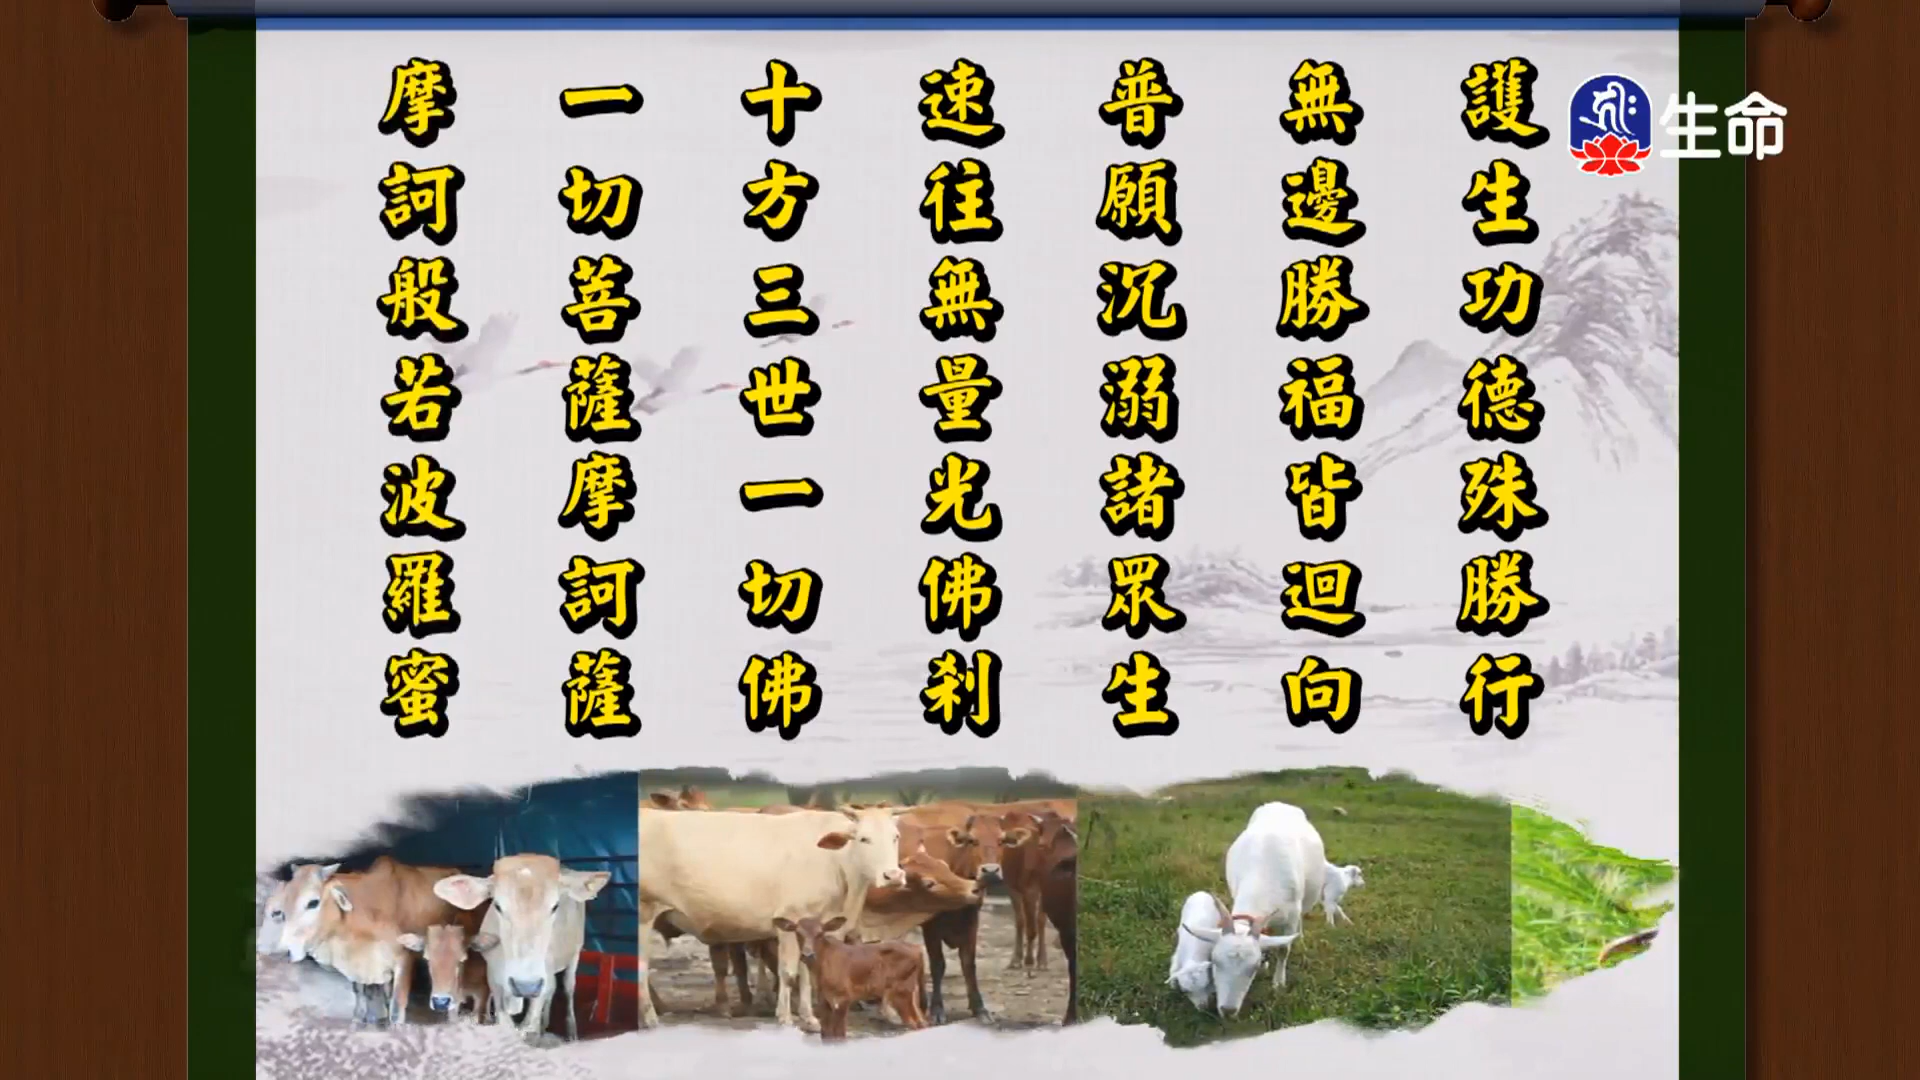 護生功德殊勝行
無邊勝福皆迴向
普願沉溺諸眾生
速往無量光佛刹
十方三世一切佛
一切菩薩摩訶薩
摩訶般若波羅蜜
生命